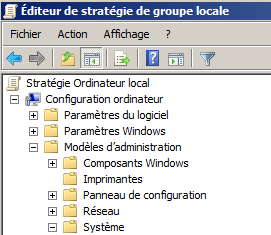 Éditeur de stratégie de groupe locale
Fichier Action Affichage ?
Stratégie Ordinateur local
Configuration ordinateur
Paramètres du logiciel
Paramètres Windows
Modèles d'administration
Composants Windows
Imprimantes
Panneau de configuration
Réseau
Système